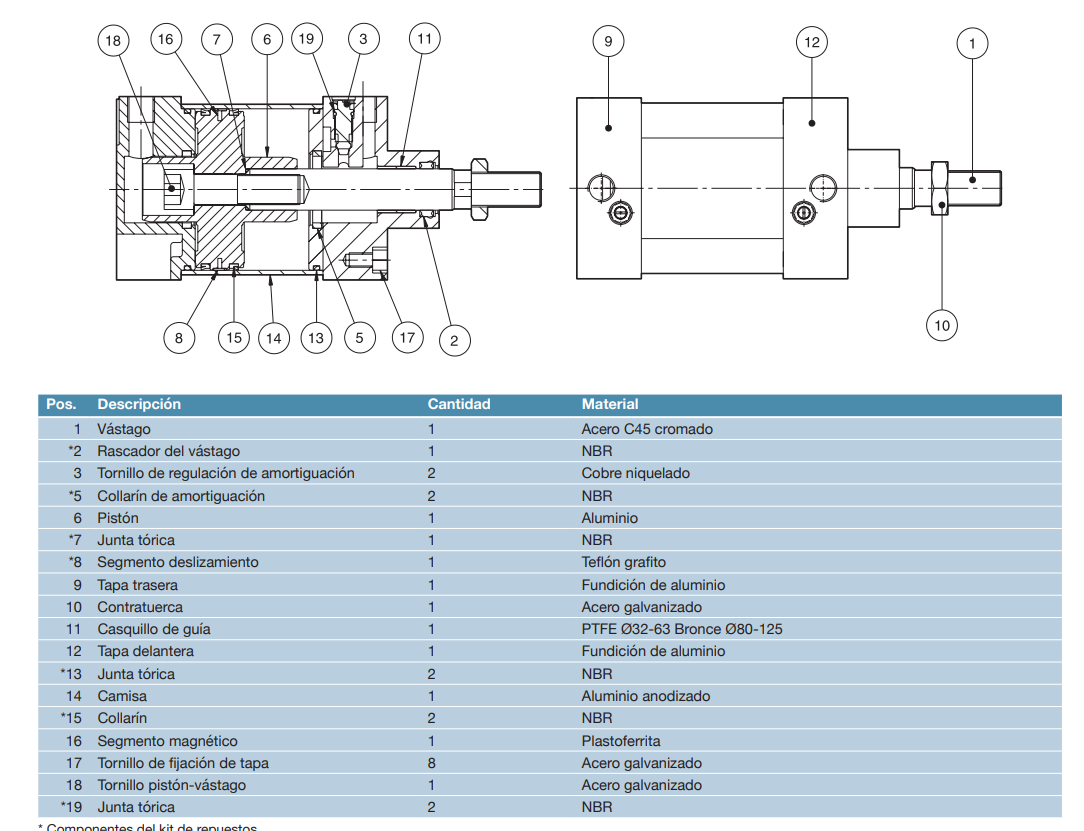 18 16 7 6 19 3 11
9 12 1
8 15 14 13 5 17 2
10
Pos. Descripción Cantidad Material
1 Vástago 1 Acero C45 cromado
*2 Rascador del vástago 1 NBR
3 Tornillo de regulación de amortiguación 2 Cobre niquelado
*5 Collarín de amortiguación 2 NBR
6 Pistón 1 Aluminio
*7 Junta tórica 1 NBR
*8 Segmento deslizamiento 1 Teflón grafito
9 Tapa trasera 1 Fundición de aluminio
10 Contratuerca 1 Acero galvanizado
11 Casquillo de guía 1 PTFE Ø32-63 Bronce Ø80-125
12 Tapa delantera 1 Fundición de aluminio
*13 Junta tórica 2 NBR
14 Camisa 1 Aluminio anodizado
*15 Collarín 2 NBR
16 Segmento magnético 1 Plastoferrita
17 Tornillo de fijación de tapa 8 Acero galvanizado
18 Tornillo pistón-vástago 1 Acero galvanizado
*19 Junta tórica 2 NBR
* Componentes del kit de repuestos